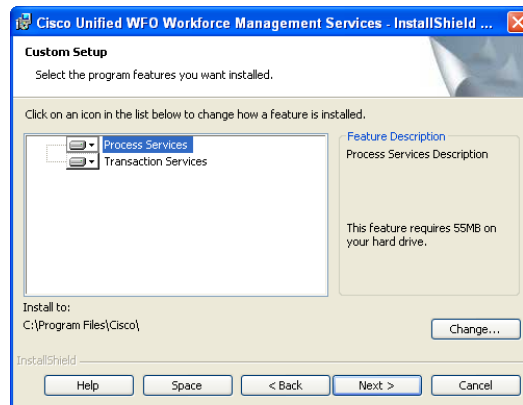 Cisco Unified WFO Workforce Management Services - InstallShield ...
Custom Setup
Select the program features you want installed.
Click on an icon in the list below to change how a feature is installed.
Process Services
Transaction Services
Feature Description
Process Services Description
This feature requires 55MB on
your hard drive.
Install to:
C:\Program Files\Cisco\
Change...
InstallShield
Help
Space
< Back
Next >
Cancel